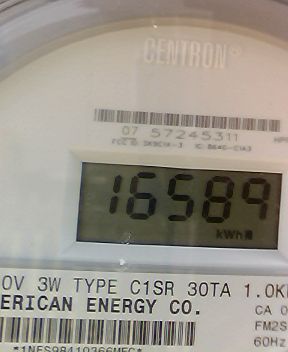 CENTRON®
07 57245311
16589
kWh
0V 3W TYPE C1SR 30TA 1.0K
ERICAN ENERGY CO. CA 0
FM2S
60Hz